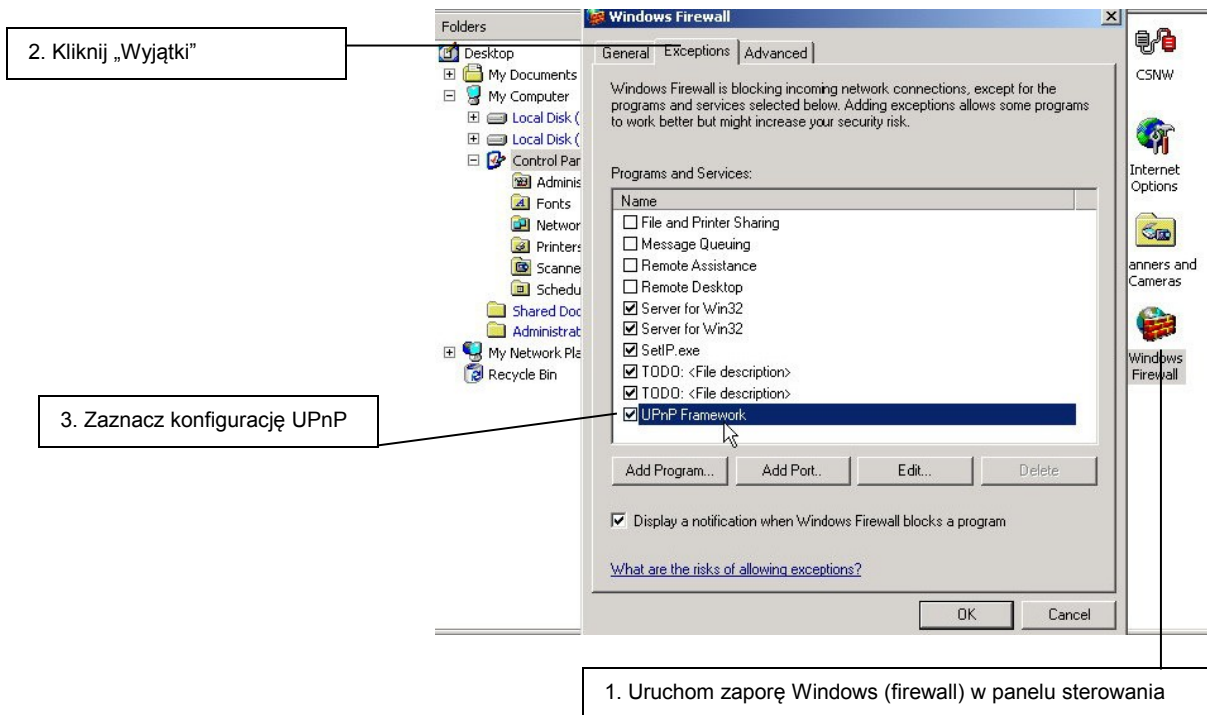 2. Kliknij „Wyjątki”
3. Zaznacz konfigurację UPnP
1. Uruchom zaporę Windows (firewall) w panelu sterowania
Folders
Desktop
My Documents
My Computer
Local Disk (
Local Disk (
Control Par
Adminis
Fonts
Networ
Printers
Scanne
Schedu
Shared Doc
Administrat
My Network Pla
Recycle Bin
Windows Firewall
General Exceptions Advanced
Windows Firewall is blocking incoming network connections, except for the
programs and services selected below. Adding exceptions allows some programs
to work better but might increase your security risk.
Programs and Services:
Name
File and Printer Sharing
Message Queuing
Remote Assistance
Remote Desktop
Server for Win32
Server for Win32
SetIP.exe
TODO: <File description>
TODO: <File description>
UPnP Framework
Add Program... Add Port.. Edit... Delete
Display a notification when Windows Firewall blocks a program
What are the risks of allowing exceptions?
OK Cancel
CSNW
Internet
Options
anners and
Cameras
Windows
Firewall